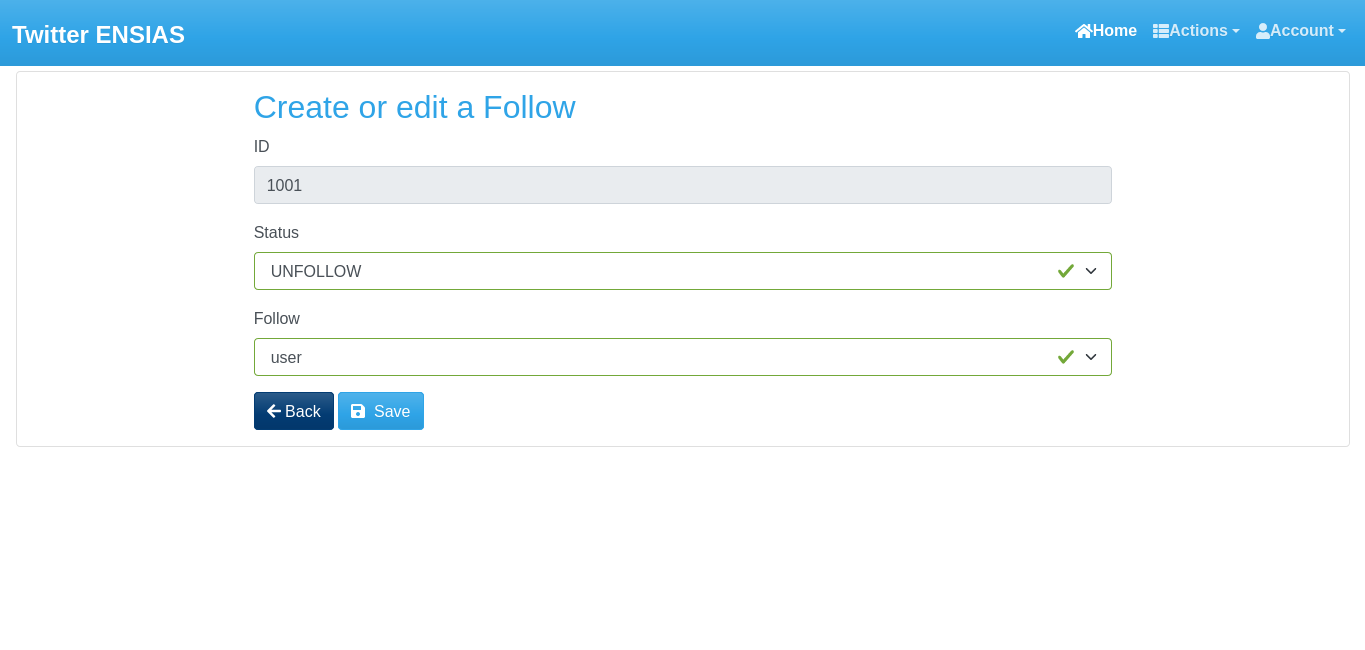 Twitter ENSIAS
Home Actions Account
Create or edit a Follow
ID
1001
Status
UNFOLLOW
Follow
user
Back Save